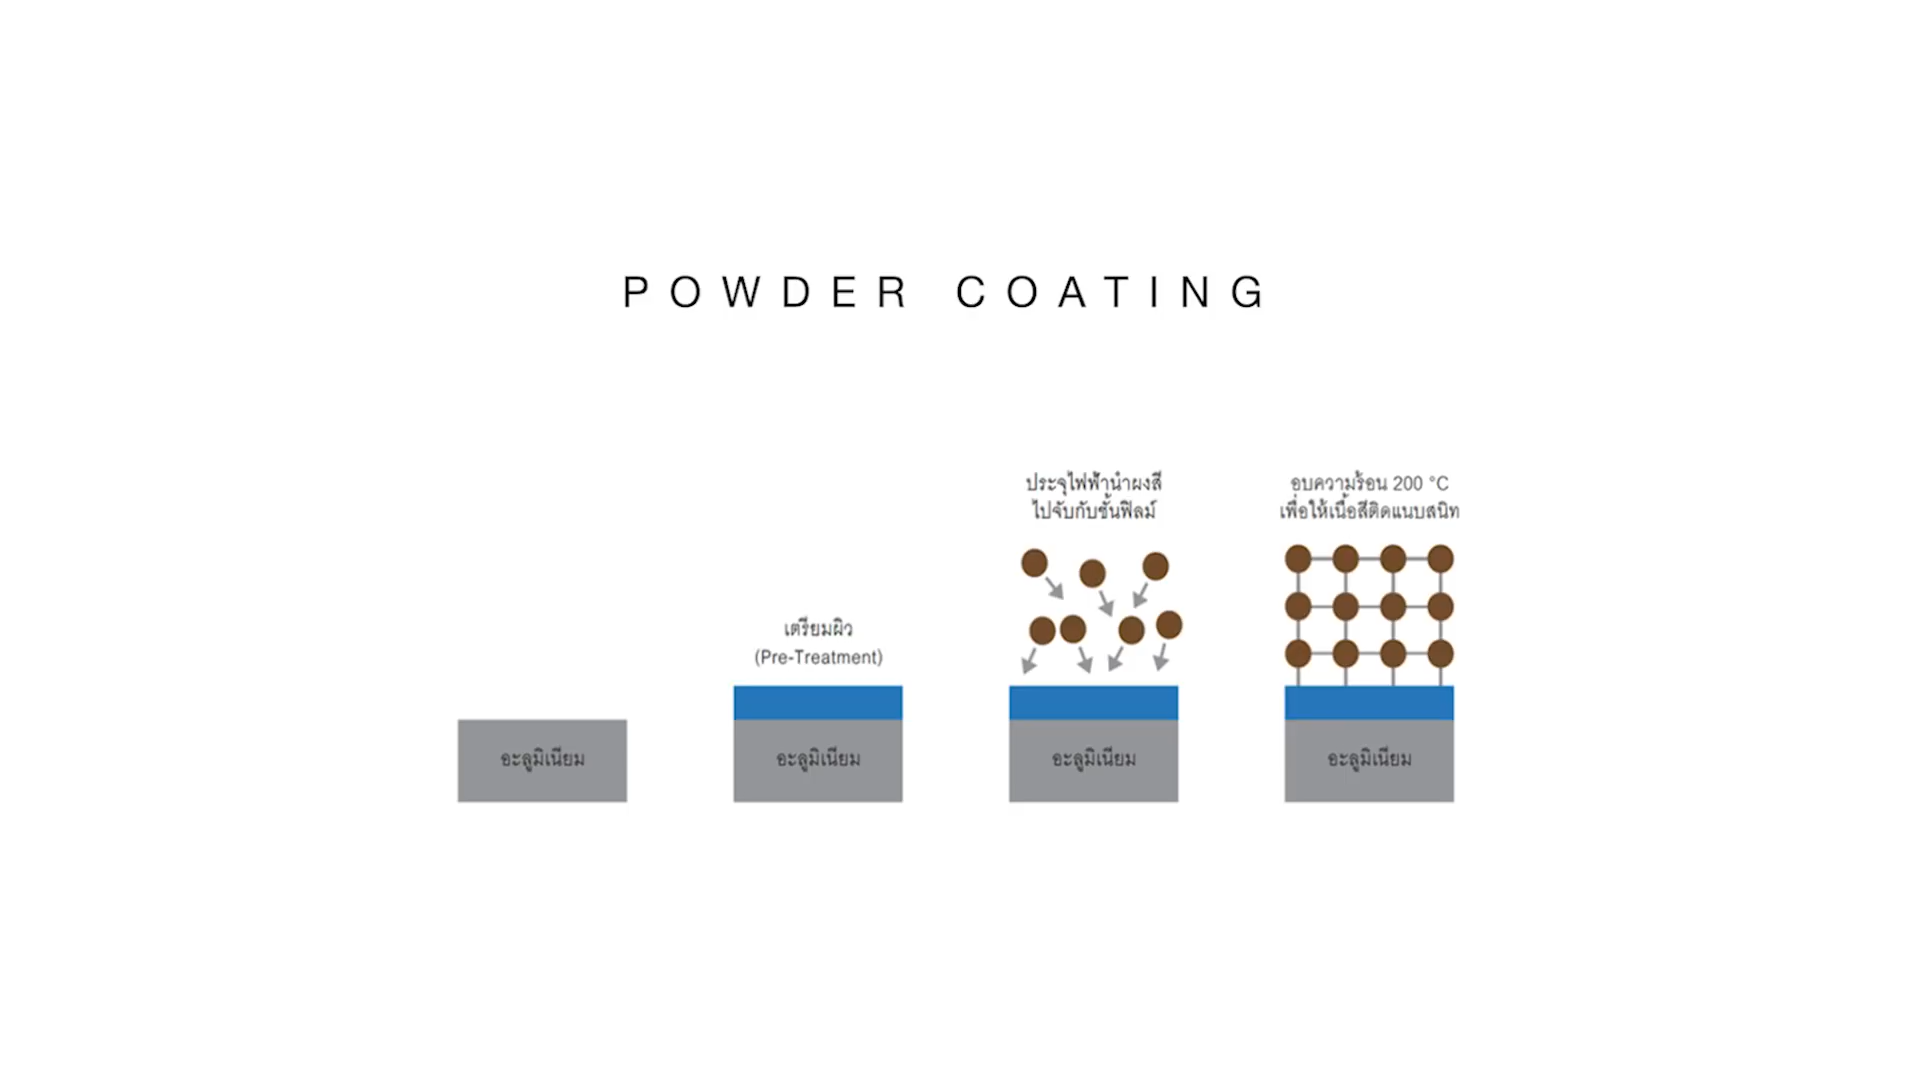 POWDER COATING
ประจุไฟฟ้านำผงสี
ไปจับกับชั้นฟิลม์
อบความร้อน 200 °C
เพื่อให้เนื้อสีติดแนบสนิท
เตรียมผิว
(Pre-Treatment)
อะลูมิเนียม
อะลูมิเนียม
อะลูมิเนียม
อะลูมิเนียม